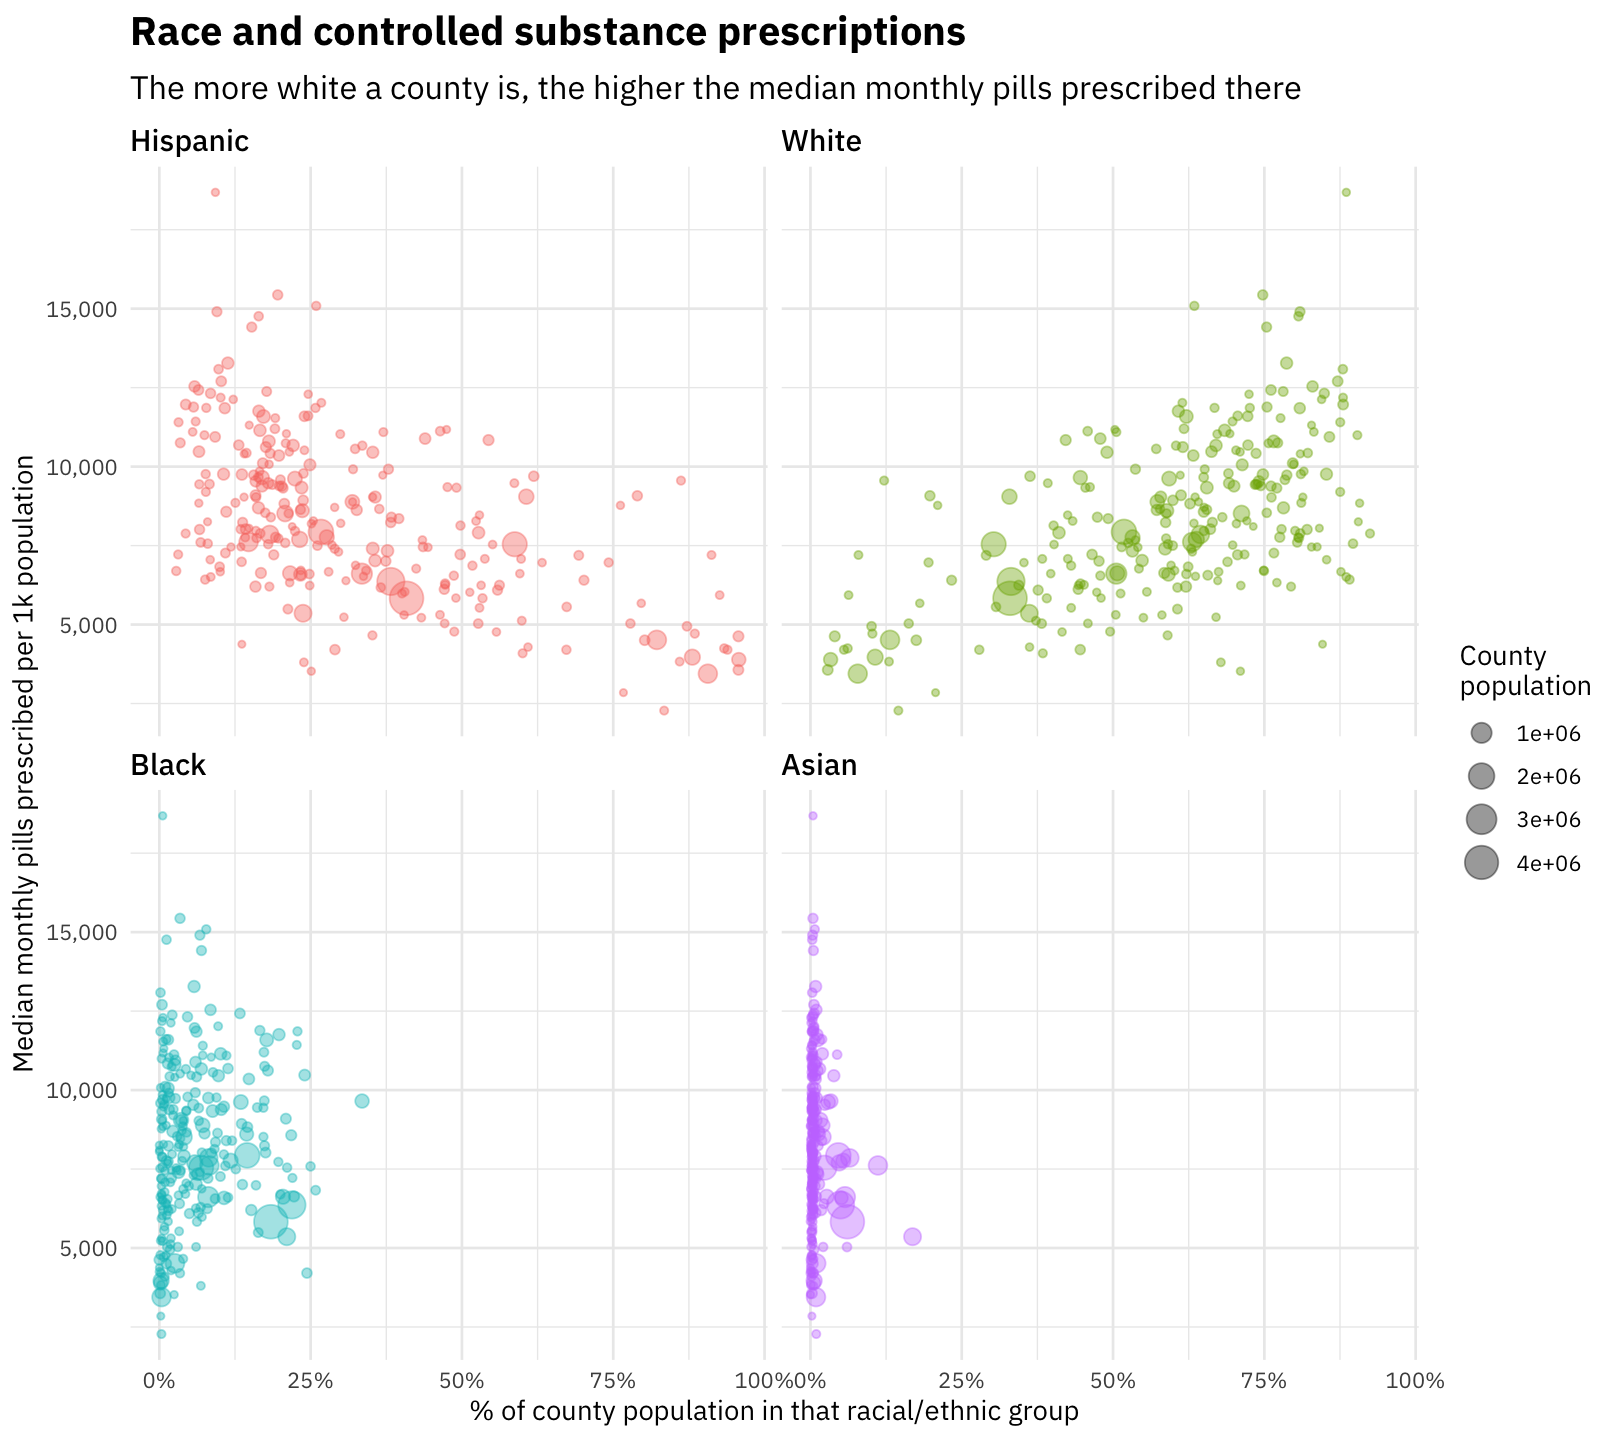 Race and controlled substance prescriptions
The more white a county is, the higher the median monthly pills prescribed there
Hispanic
White
15,000
10,000
5,000
Median monthly pills prescribed per 1k population
Black
Asian
15,000
10,000
5,000
0%
25%
50%
75%
100%
0%
25%
50%
75%
100%
% of county population in that racial/ethnic group
County
population
1e+06
2e+06
3e+06
4e+06